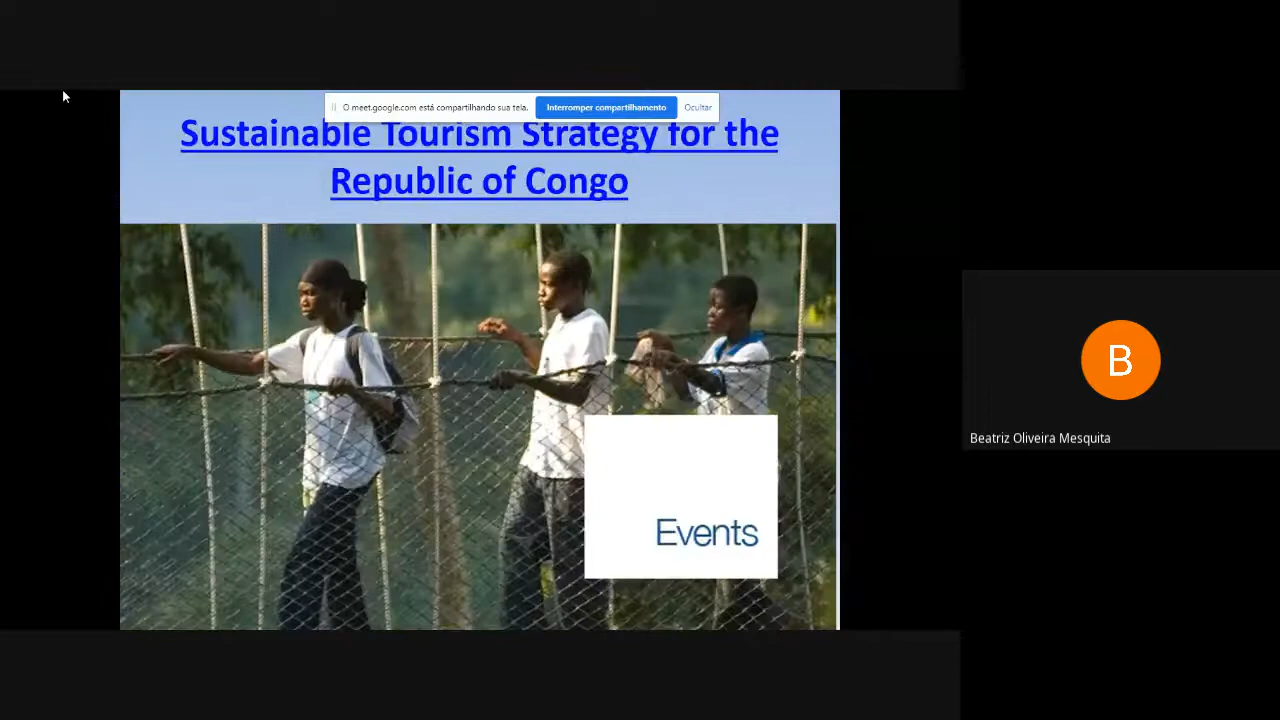 O meet.google.com está compartilhando sua tela.
Interromper compartilhamento
Ocultar
Sustainable Tourism Strategy for the
Republic of Congo
Events
B
Beatriz Oliveira Mesquita